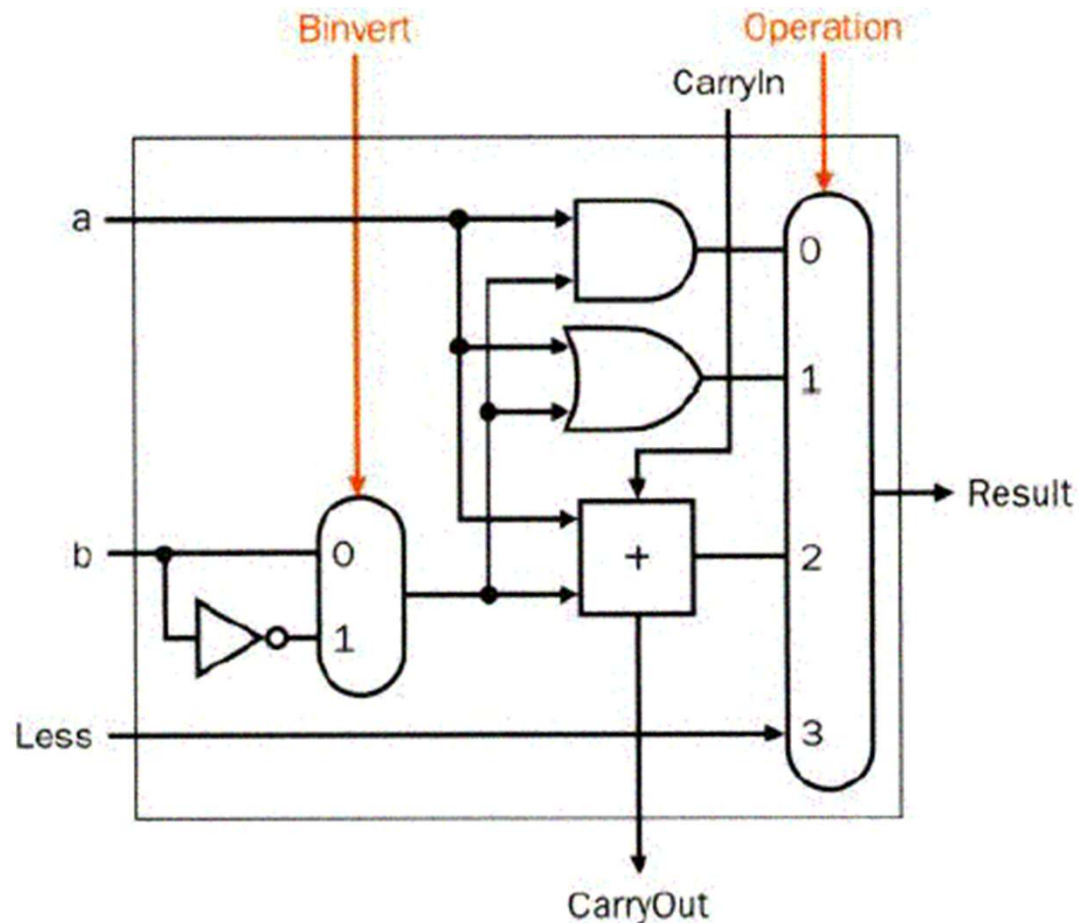 Binvert
Operation
CarryIn
a
0
1
b
0
+
2
Result
1
Less
3
CarryOut